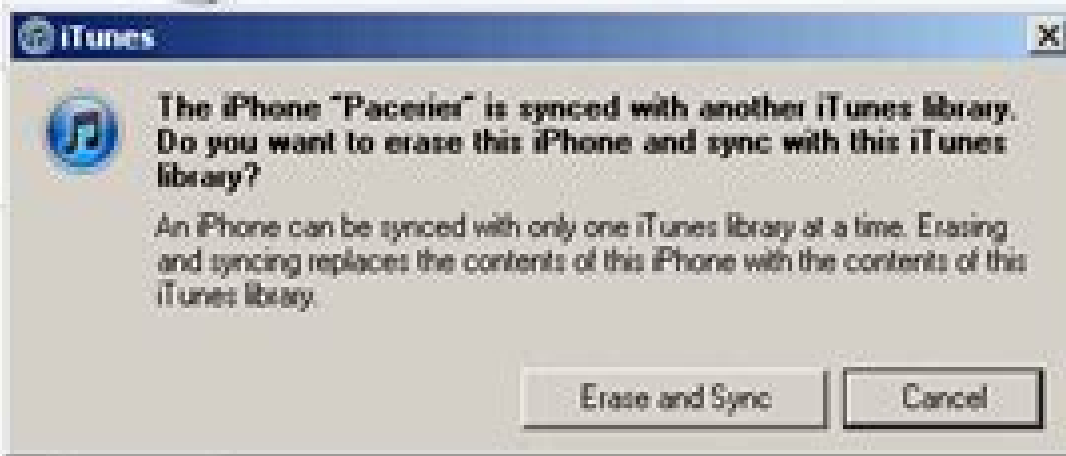 iTunes
The iPhone "Pacerier" is synced with another iTunes library.
Do you want to erase this iPhone and sync with this iTunes
library?
An iPhone can be synced with only one iTunes library at a time. Erasing
and syncing replaces the contents of this iPhone with the contents of this
iTunes library.
Erase and Sync
Cancel